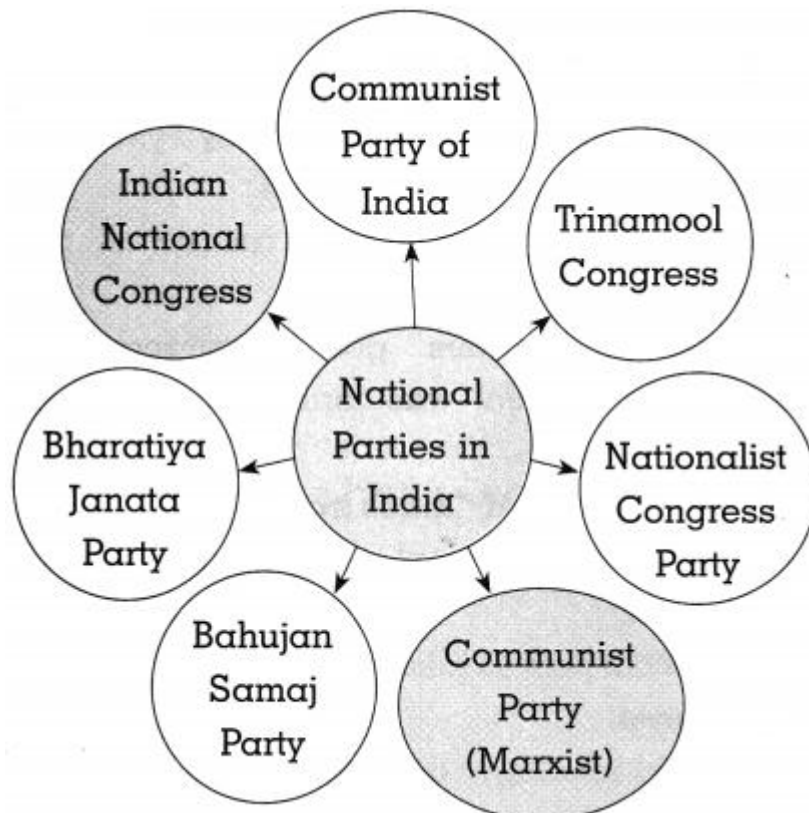 Communist
Party of
India
Indian
National
Congress
Trinamool
Congress
National
Parties in
India
Bharatiya
Janata
Party
Nationalist
Congress
Party
Bahujan
Samaj
Party
Communist
Party
(Marxist)